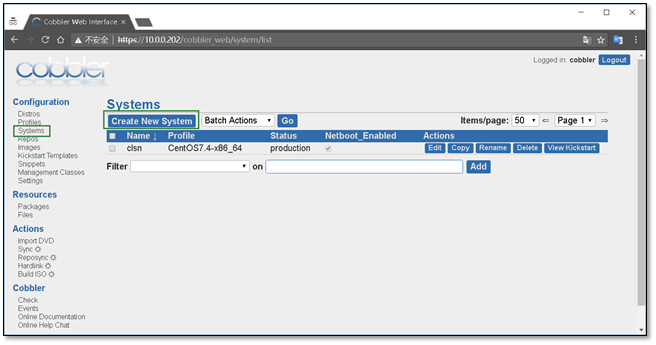 Cobbler Web Interface
不安全 | https://10.0.0.202/cobbler_web/system/list
Logged in: cobbler Logout
cobbler
Configuration
Distros
Profiles
Systems
Repos
Images
Kickstart Templates
Snippets
Management Classes
Settings
Resources
Packages
Files
Actions
Import DVD
Sync
Reposync
Hardlink
Build ISO
Cobbler
Check
Events
Online Documentation
Online Help Chat
Systems
Create New System Batch Actions Go Items/page: 50 ⇐ Page 1 ⇒
Name ↓ Profile Status Netboot_Enabled Actions
clsn CentOS7.4-x86_64 production Edit Copy Rename Delete View Kickstart
Filter on Add